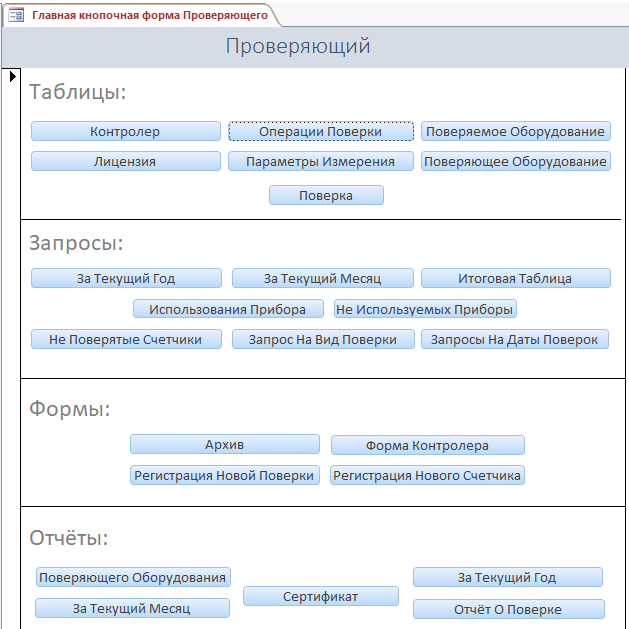 Главная кнопочная форма Проверяющего
Проверяющий
Таблицы:
Контролер
Операции Поверки
Поверяемое Оборудование
Лицензия
Параметры Измерения
Поверяющее Оборудование
Поверка
Запросы:
За Текущий Год
За Текущий Месяц
Итоговая Таблица
Использования Прибора
Не Используемых Приборы
Не Поверятые Счетчики
Запрос На Вид Поверки
Запросы На Даты Поверок
Формы:
Архив
Форма Контролера
Регистрация Новой Поверки
Регистрация Нового Счетчика
Отчёты:
Поверяющего Оборудования
За Текущий Год
Сертификат
За Текущий Месяц
Отчёт О Поверке